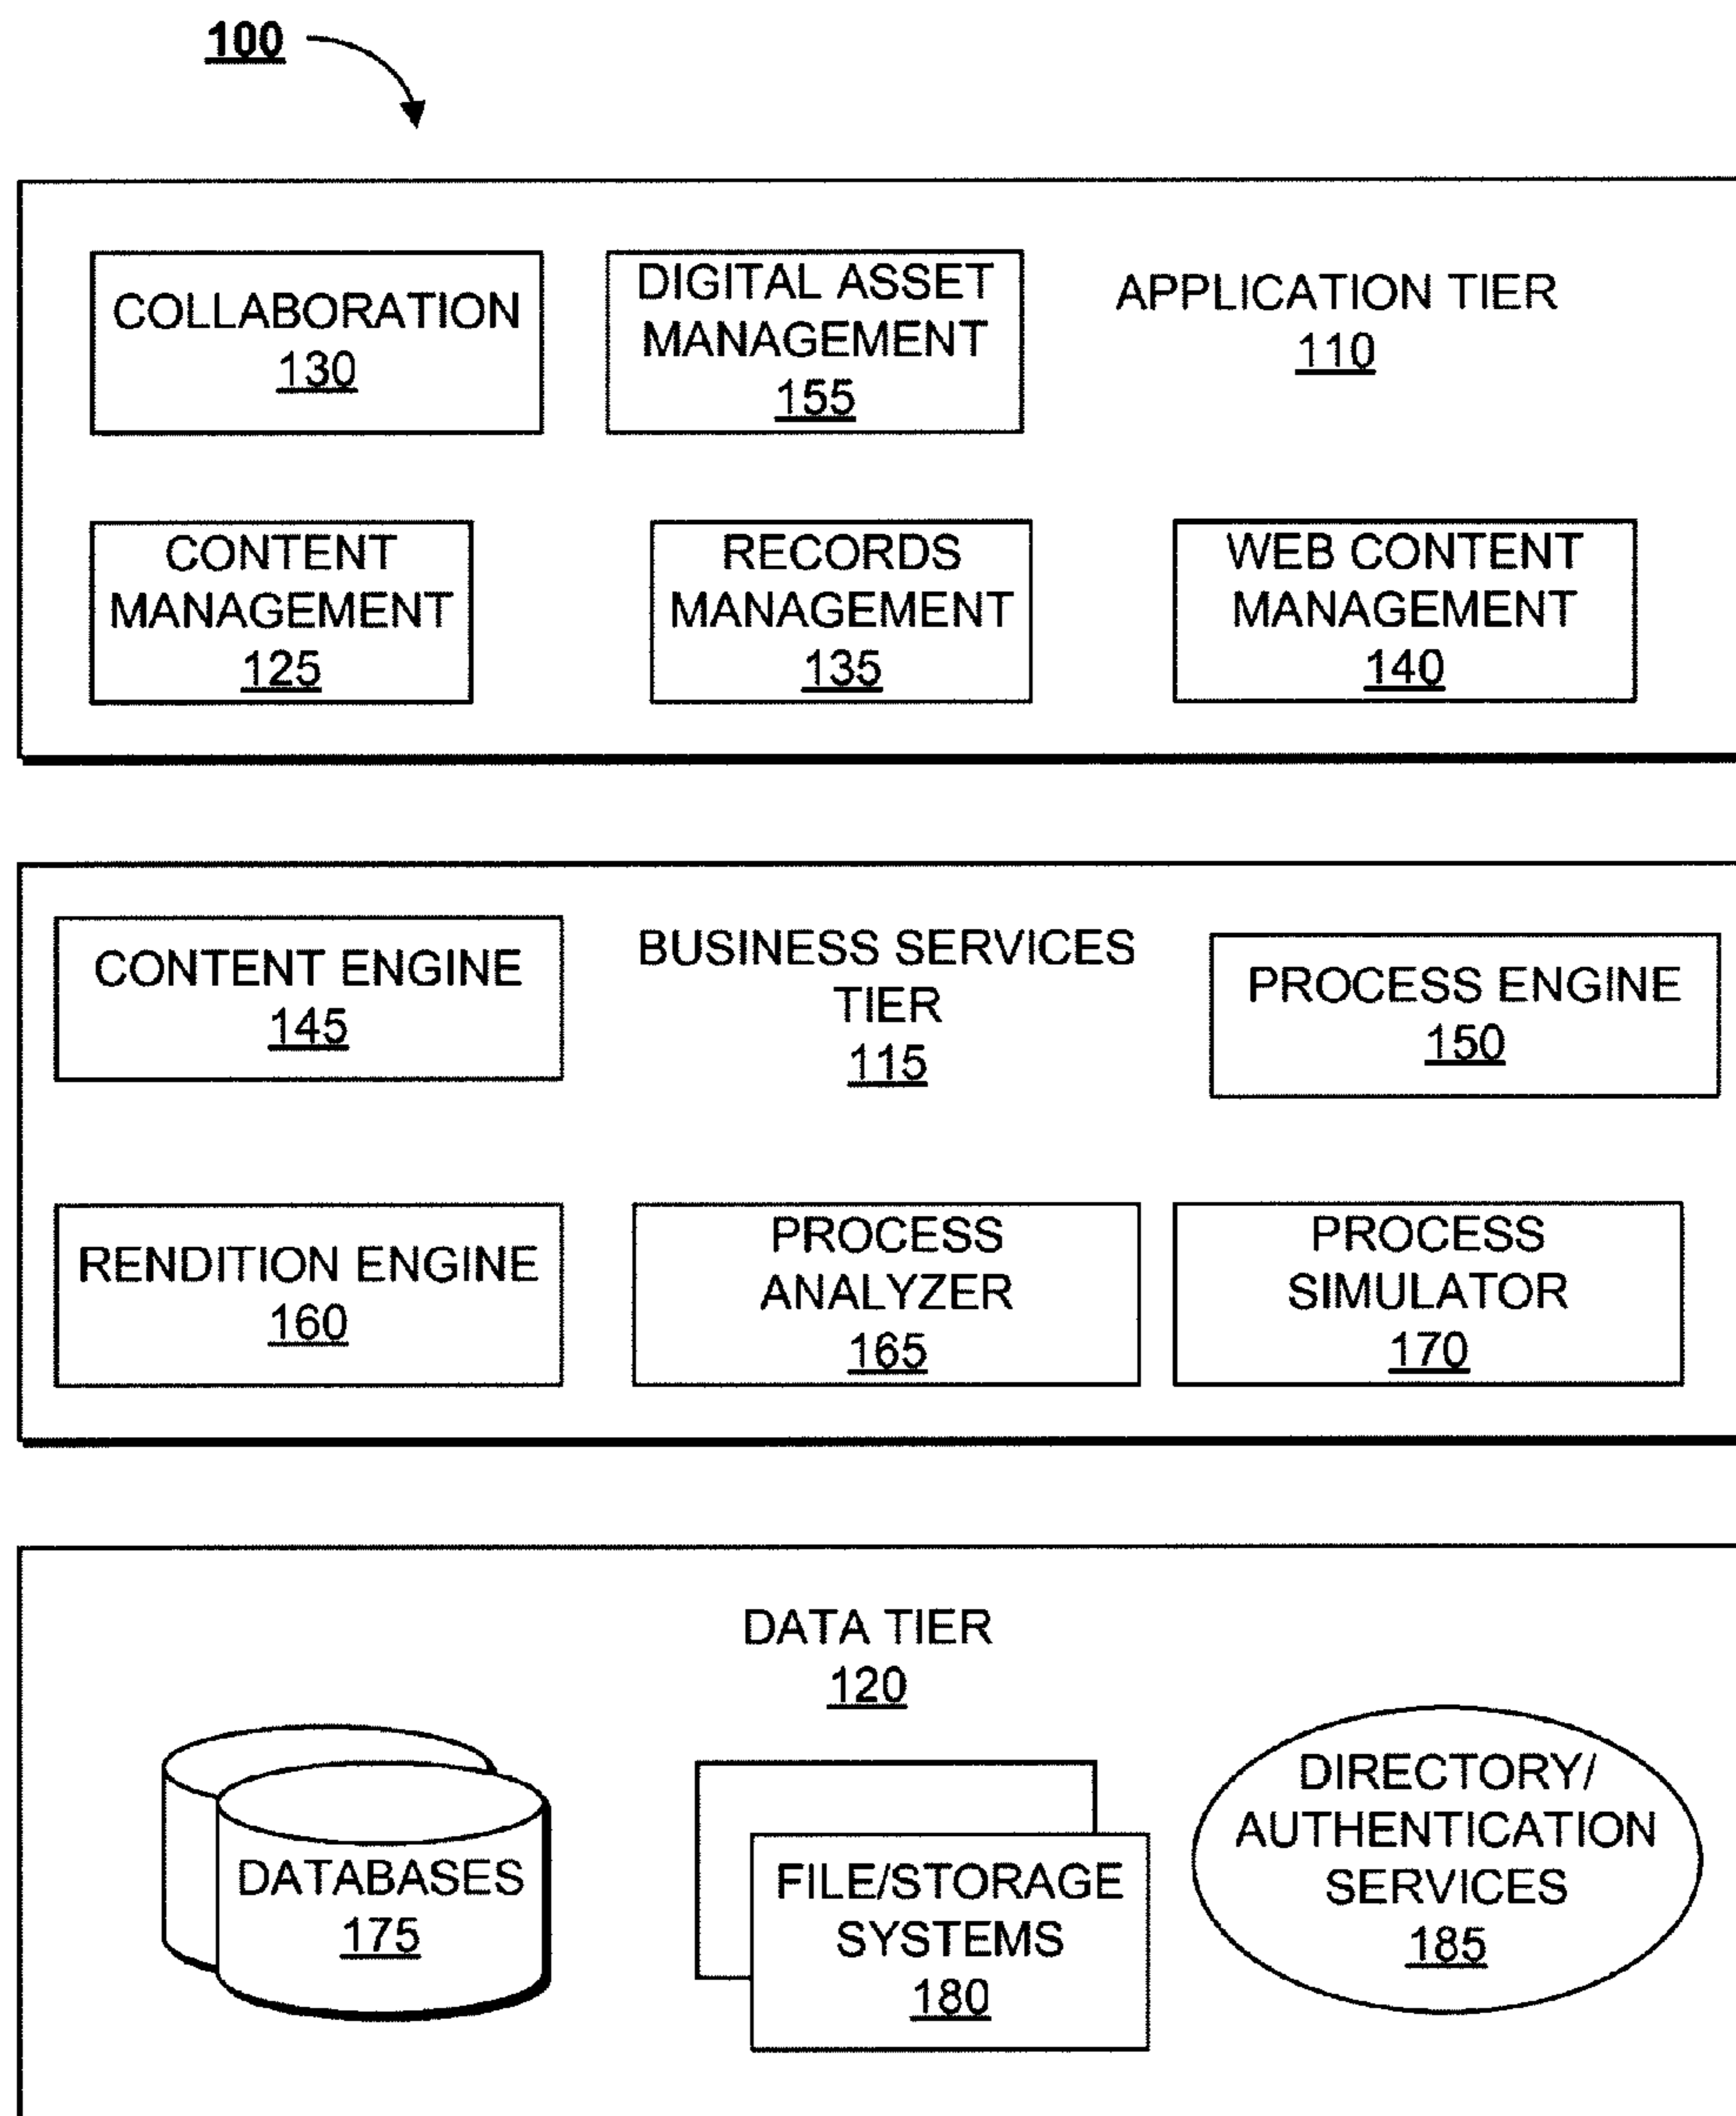 100
COLLABORATION
130
DIGITAL ASSET
MANAGEMENT
155
APPLICATION TIER
110
CONTENT
MANAGEMENT
125
RECORDS
MANAGEMENT
135
WEB CONTENT
MANAGEMENT
140
CONTENT ENGINE
145
BUSINESS SERVICES
TIER
115
PROCESS ENGINE
150
RENDITION ENGINE
160
PROCESS
ANALYZER
165
PROCESS
SIMULATOR
170
DATA TIER
120
DATABASES
175
FILE/STORAGE
SYSTEMS
180
DIRECTORY/
AUTHENTICATION
SERVICES
185